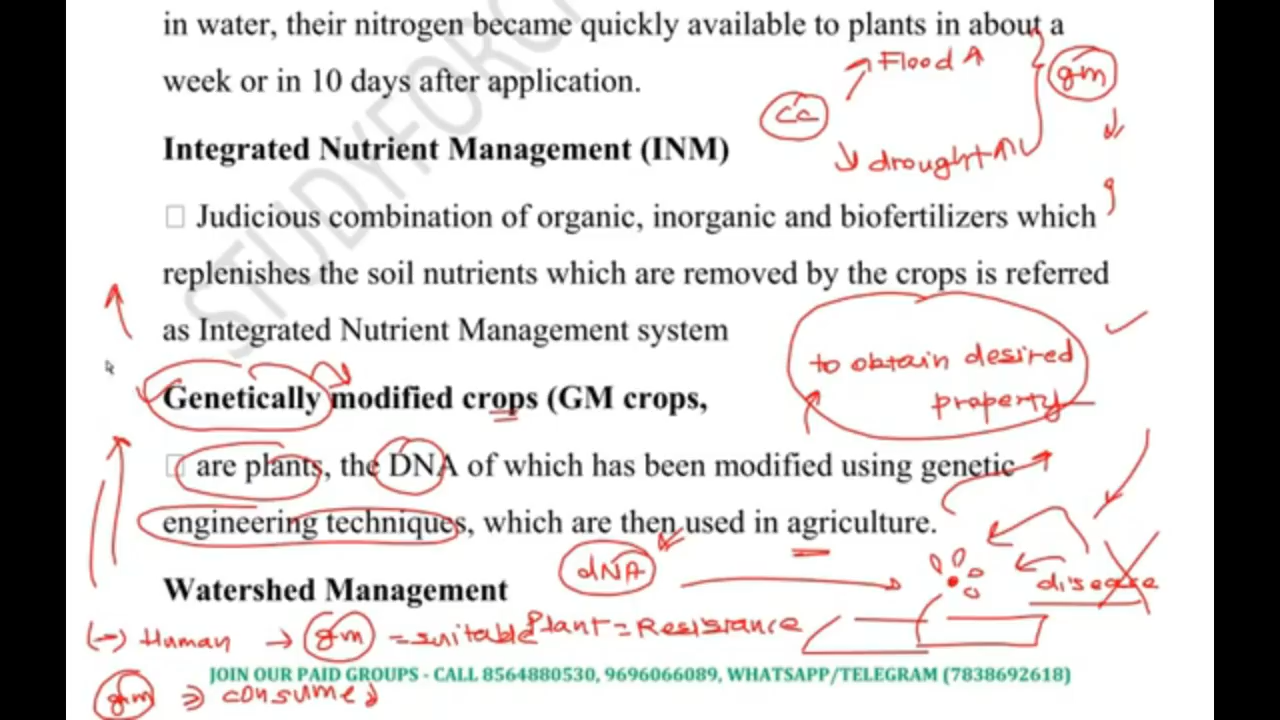 in water, their nitrogen became quickly available to plants in about a
week or in 10 days after application.
Flood
gm
CC
drought
Integrated Nutrient Management (INM)
Judicious combination of organic, inorganic and biofertilizers which
replenishes the soil nutrients which are removed by the crops is referred
as Integrated Nutrient Management system
to obtain desired
property
Genetically modified crops (GM crops,
are plants, the DNA of which has been modified using genetic
engineering techniques, which are then used in agriculture.
dNA
disease
Watershed Management
(-) Human → gm = suitable Plant = Resistance
JOIN OUR PAID GROUPS - CALL 8564880530, 9696066089, WHATSAPP/TELEGRAM (7838692618)
gm ⇒ consumed
STUDYFORC